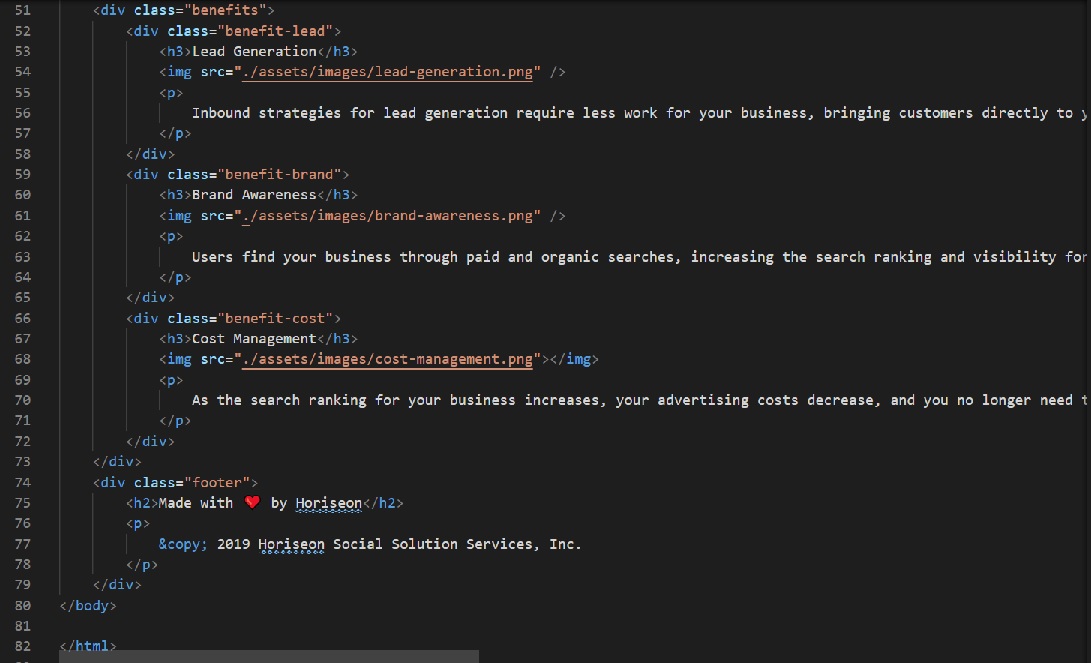 51 <div class="benefits">
52 <div class="benefit-lead">
53 <h3>Lead Generation</h3>
54 <img src="./assets/images/lead-generation.png" />
55 <p>
56 Inbound strategies for lead generation require less work for your business, bringing customers directly to
57 </p>
58 </div>
59 <div class="benefit-brand">
60 <h3>Brand Awareness</h3>
61 <img src="./assets/images/brand-awareness.png" />
62 <p>
63 Users find your business through paid and organic searches, increasing the search ranking and visibility for
64 </p>
65 </div>
66 <div class="benefit-cost">
67 <h3>Cost Management</h3>
68 <img src="./assets/images/cost-management.png"></img>
69 <p>
70 As the search ranking for your business increases, your advertising costs decrease, and you no longer need t
71 </p>
72 </div>
73 </div>
74 <div class="footer">
75 <h2>Made with ❤️ by Horiseon</h2>
76 <p>
77 &copy; 2019 Horiseon Social Solution Services, Inc.
78 </p>
79 </div>
80 </body>
81
82 </html>